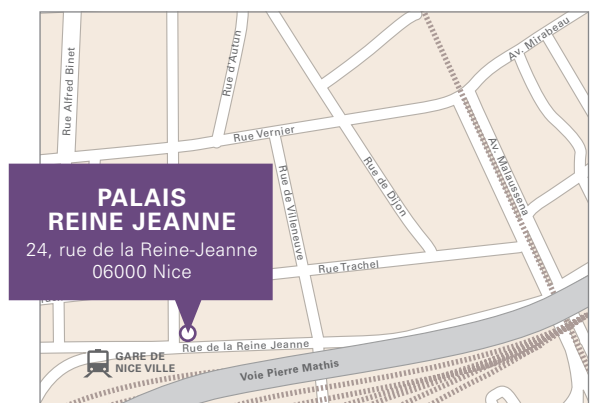 Av. Mirabeau
Rue d'Autun
Rue Alfred Binet
Rue Vernier
Av. Malaussena
Rue de Dijon
Rue de Villeneuve
PALAIS
REINE JEANNE
24, rue de la Reine-Jeanne
06000 Nice
Rue Trachel
Rue de la Reine Jeanne
GARE DE
NICE VILLE
Voie Pierre Mathis